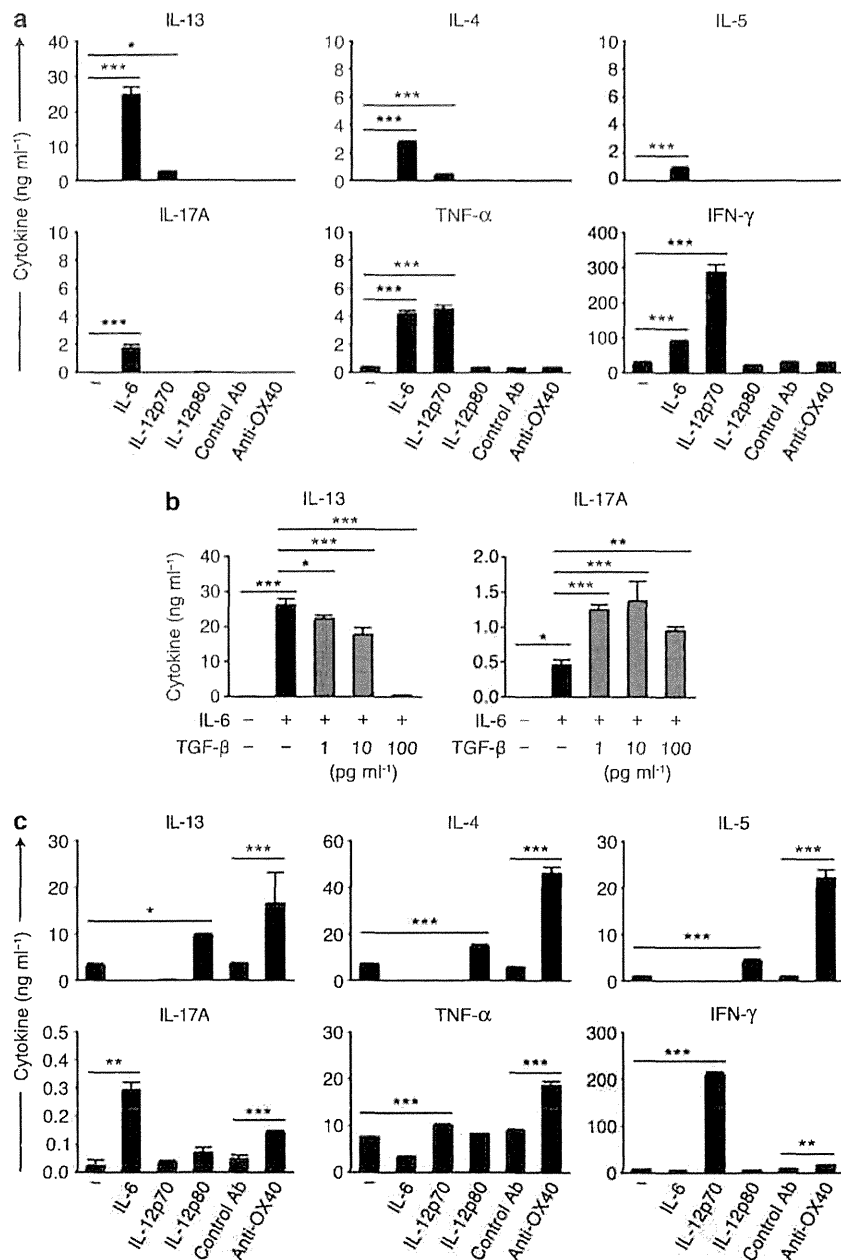 a
IL-13 IL-4 IL-5
Cytokine (ng ml⁻¹)
40 10 10
30 8 8
20 6 6
10 4 4
0 2 2
0 0
* *** *** *** ***
IL-17A TNF-α IFN-γ
10 10 400
8 8 300
6 6 200
4 4 100
2 2 0
0 0
*** *** *** *** ***
– IL-6 IL-12p70 IL-12p80 Control Ab Anti-OX40
– IL-6 IL-12p70 IL-12p80 Control Ab Anti-OX40
– IL-6 IL-12p70 IL-12p80 Control Ab Anti-OX40
b
IL-13 IL-17A
Cytokine (ng ml⁻¹)
*** *** * *** ** *** *** *
40 2.0
30 1.5
20 1.0
10 0.5
0 0.0
IL-6 – + + + + IL-6 – + + + +
TGF-β – – 1 10 100 TGF-β – – 1 10 100
(pg ml⁻¹) (pg ml⁻¹)
c
IL-13 IL-4 IL-5
Cytokine (ng ml⁻¹)
30 60 30
20 40 20
10 20 10
0 0 0
* *** *** *** *** ***
IL-17A TNF-α IFN-γ
0.5 30 300
0.4 20 200
0.3 10 100
0.2 0 0
0.1
0.0
** *** *** *** *** **
– IL-6 IL-12p70 IL-12p80 Control Ab Anti-OX40
– IL-6 IL-12p70 IL-12p80 Control Ab Anti-OX40
– IL-6 IL-12p70 IL-12p80 Control Ab Anti-OX40